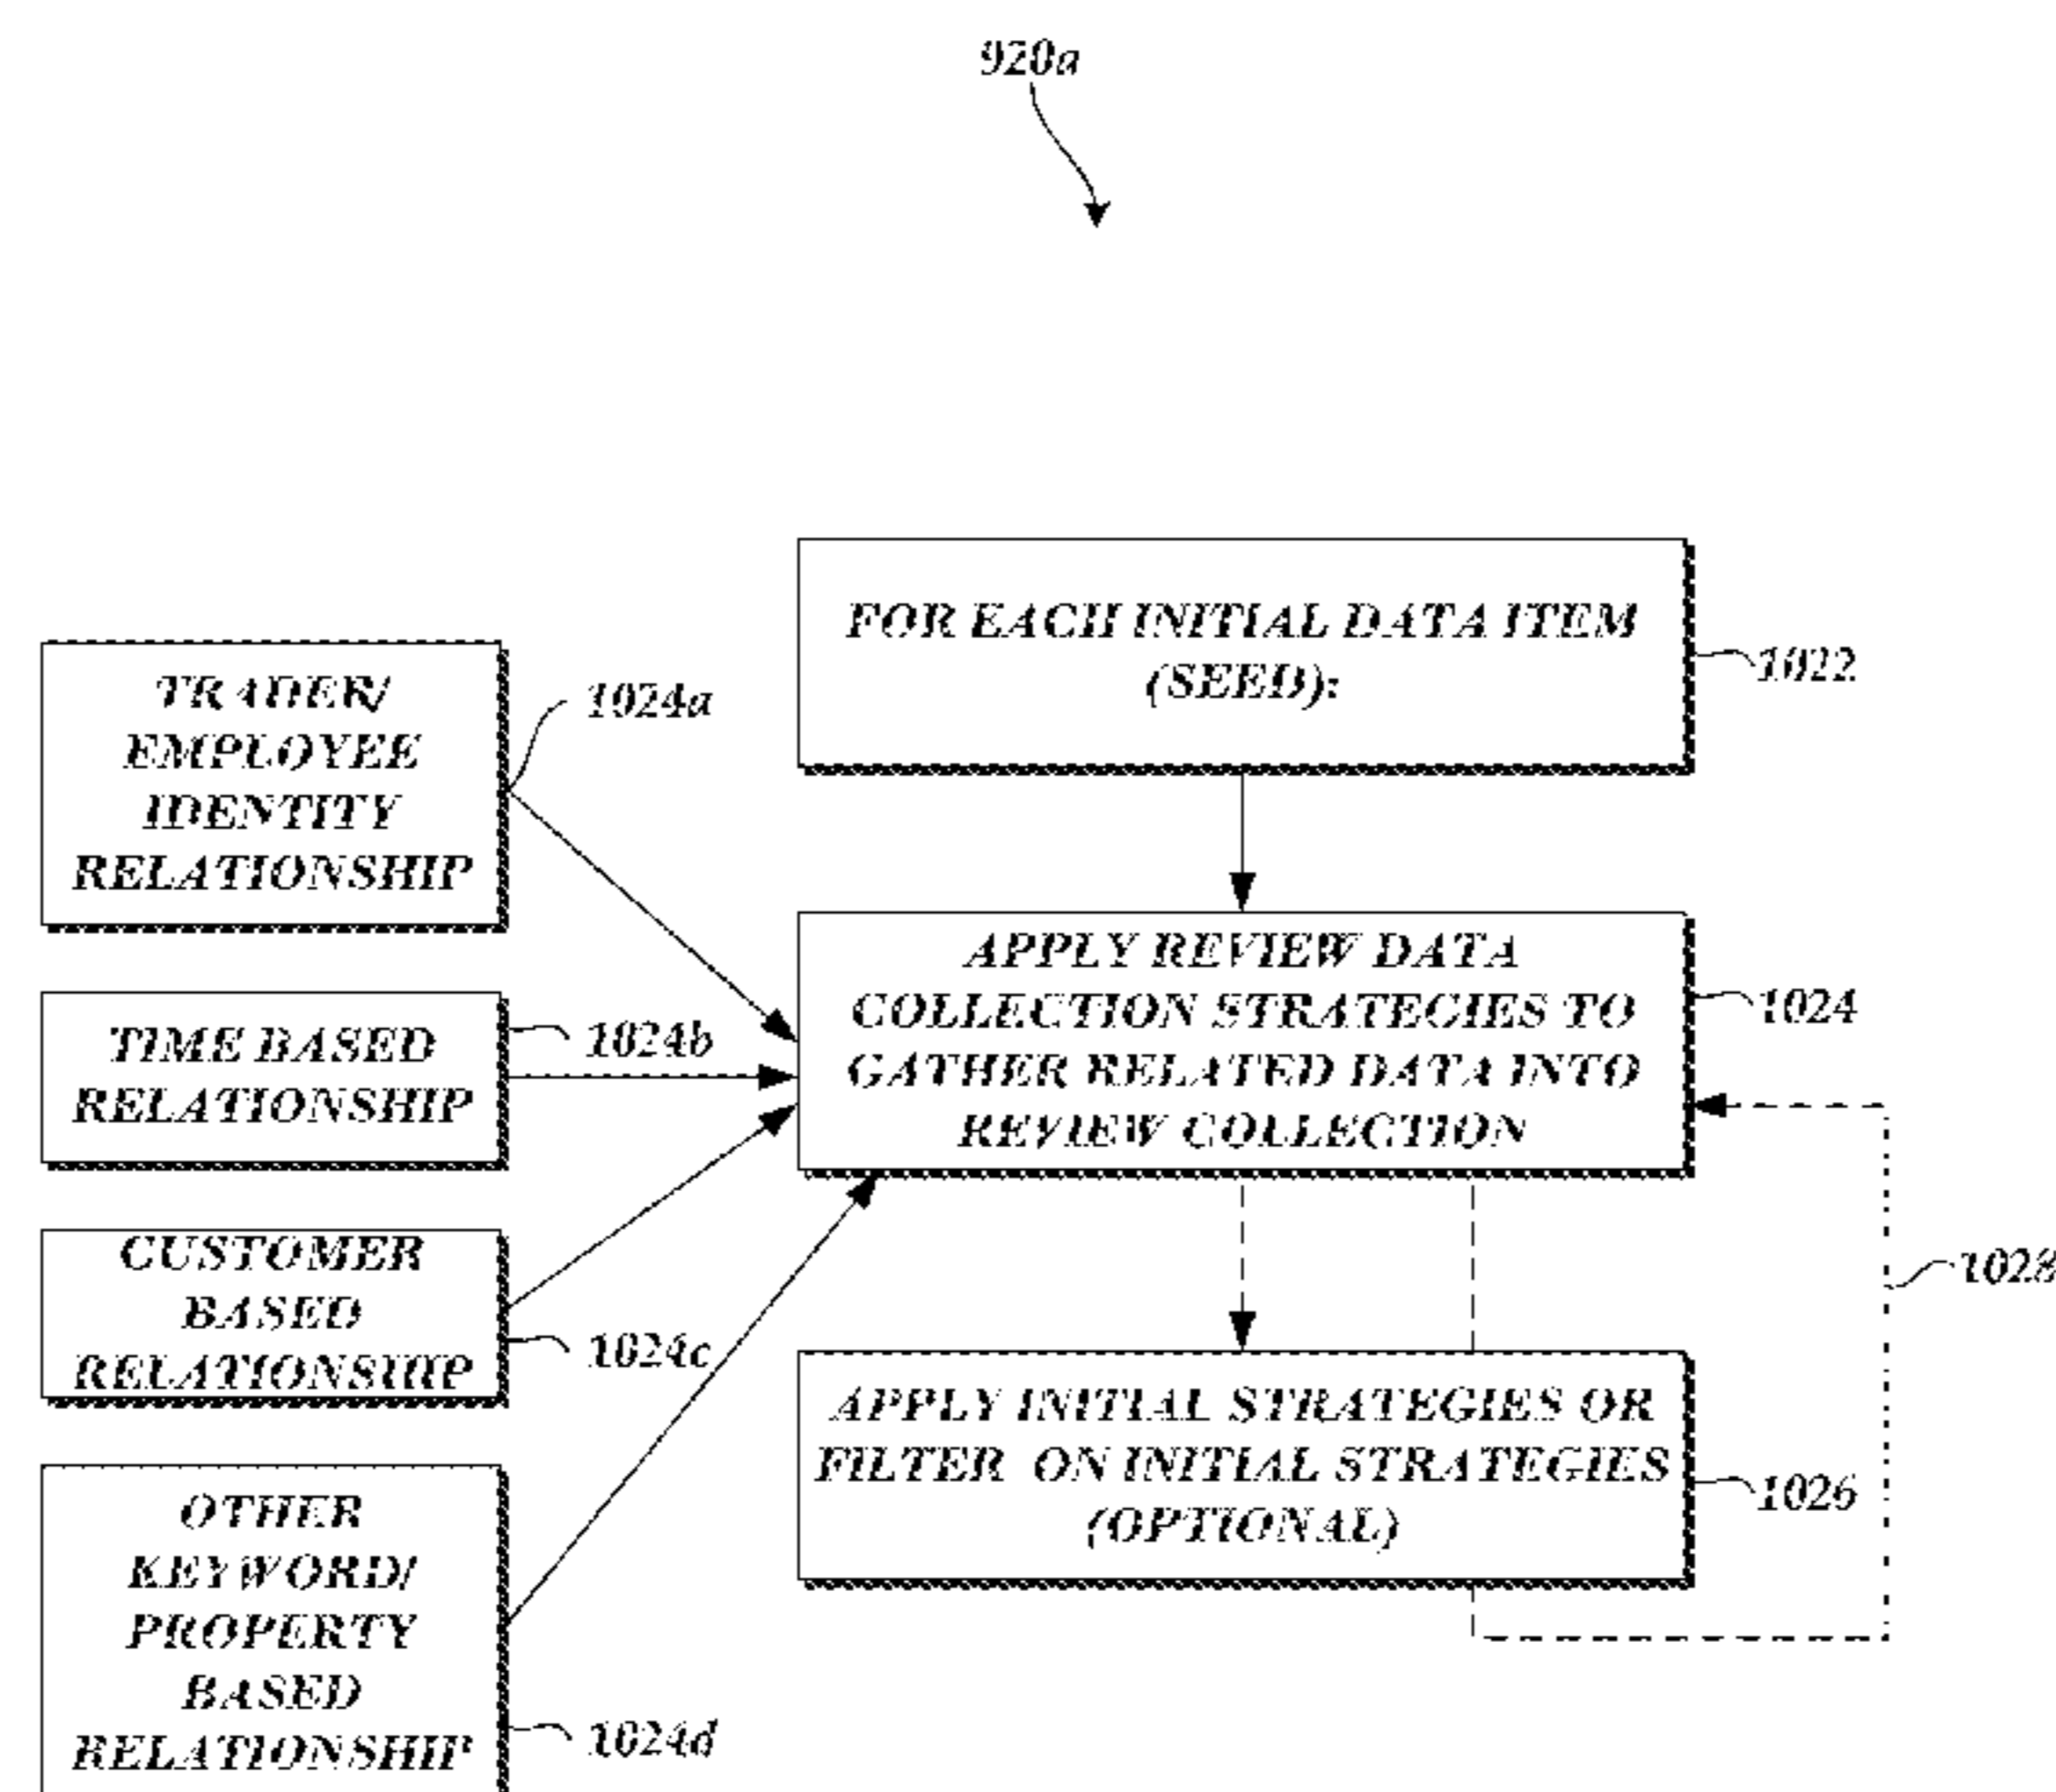 920a
FOR EACH INITIAL DATA ITEM
(SEED):
1022
TRADER/
EMPLOYEE
IDENTITY
RELATIONSHIP
1024a
APPLY REVIEW DATA
COLLECTION STRATEGIES TO
GATHER RELATED DATA INTO
REVIEW COLLECTION
1024
TIME BASED
RELATIONSHIP
1024b
CUSTOMER
BASED
RELATIONSHIP
1024c
1028
APPLY INITIAL STRATEGIES OR
FILTER ON INITIAL STRATEGIES
(OPTIONAL)
1026
OTHER
KEYWORD/
PROPERTY
BASED
RELATIONSHIP
1024d